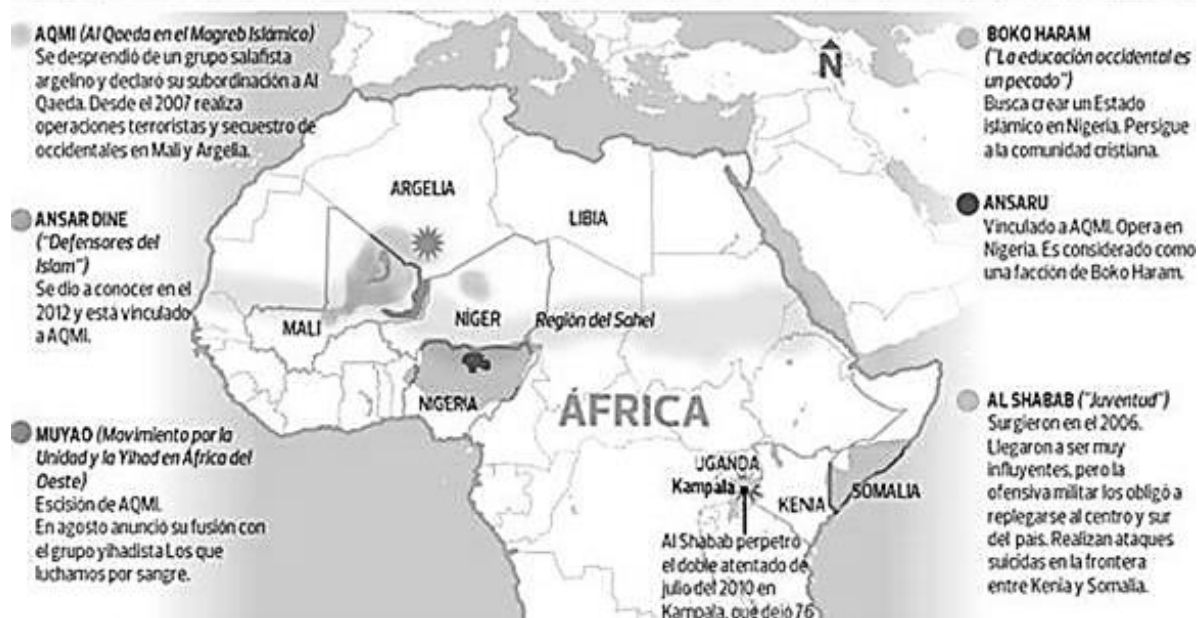 AQMI (Al Qaeda en el Magreb Islámico)
Se desprendió de un grupo salafista
argelino y declaró su subordinación a Al
Qaeda. Desde el 2007 realiza
operaciones terroristas y secuestro de
occidentales en Mali y Argelia.
ANSAR DINE
("Defensores del
Islam")
Se dio a conocer en el
2012 y está vinculado
a AQMI.
MUYAO (Movimiento por la
Unidad y la Yihad en África del
Oeste)
Escisión de AQMI.
En agosto anunció su fusión con
el grupo yihadista Los que
luchamos por sangre.
N
ARGELIA
LIBIA
MALI
NÍGER
Región del Sahel
NIGERIA
ÁFRICA
UGANDA
Kampala
KENIA
SOMALIA
Al Shabab perpetró
el doble atentado de
julio del 2010 en
Kampala, que dejó 76
BOKO HARAM
("La educación occidental es
un pecado")
Busca crear un Estado
islámico en Nigeria. Persigue
a la comunidad cristiana.
ANSARU
Vinculado a AQMI. Opera en
Nigeria. Es considerado como
una facción de Boko Haram.
AL SHABAB ("Juventud")
Surgieron en el 2006.
Llegaron a ser muy
influyentes, pero la
ofensiva militar los obligó a
replegarse al centro y sur
del país. Realizan ataques
suicidas en la frontera
entre Kenia y Somalia.